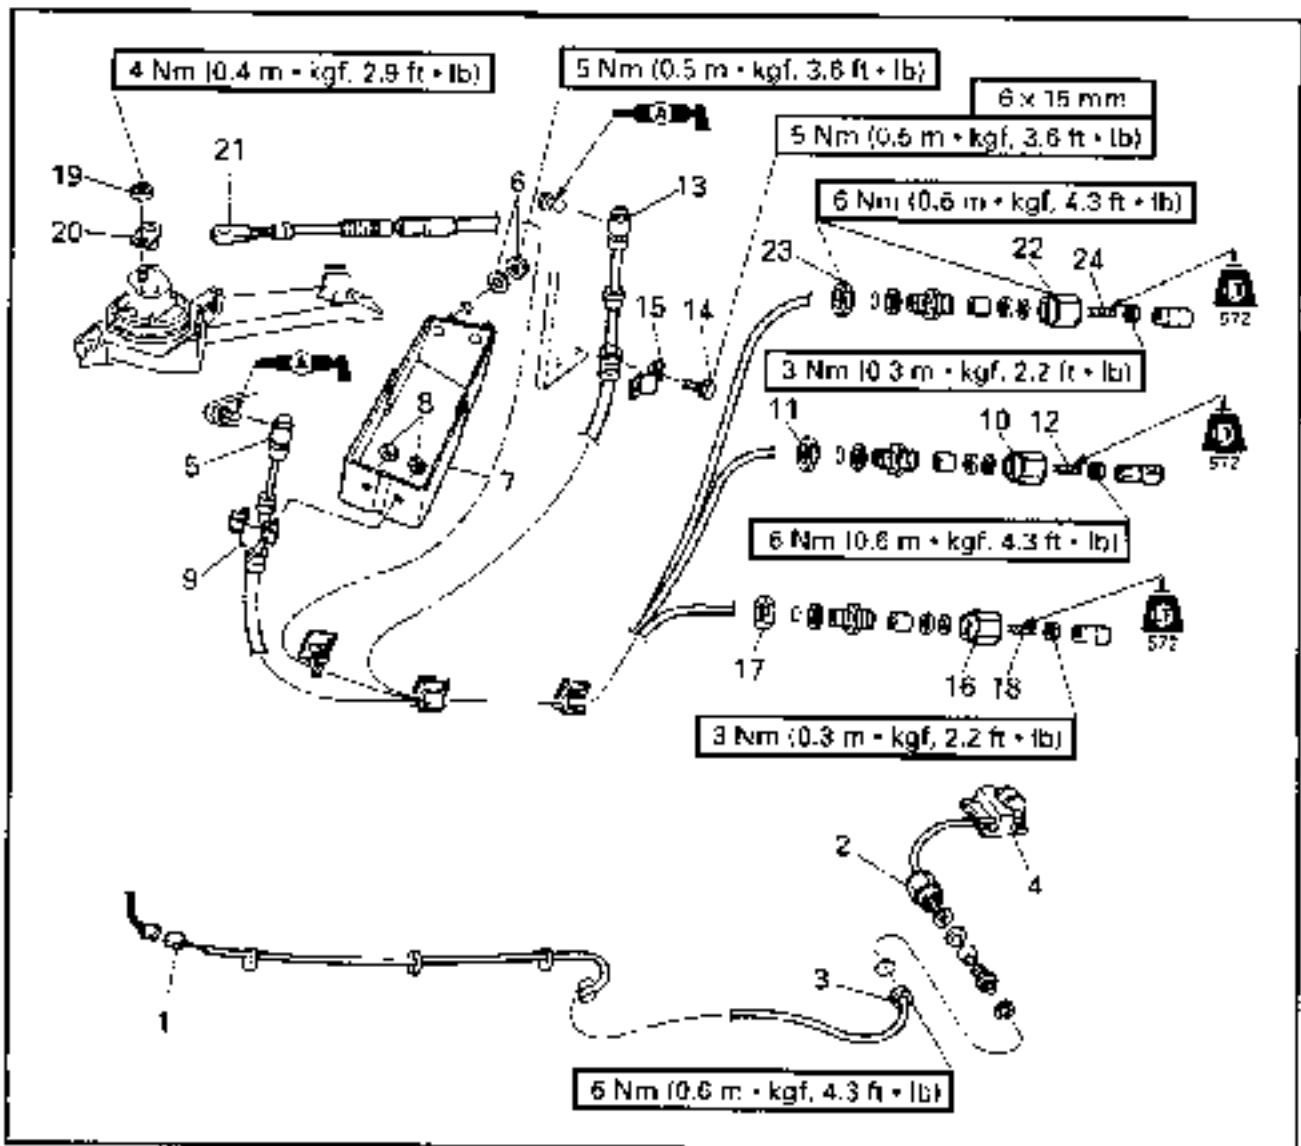 4 Nm (0.4 m • kgf, 2.9 ft • lb)
5 Nm (0.5 m • kgf, 3.6 ft • lb)
6 x 15 mm
5 Nm (0.5 m • kgf, 3.6 ft • lb)
6 Nm (0.6 m • kgf, 4.3 ft • lb)
A
21
19
20
6
13
23
22
24
LT
572
15
14
3 Nm (0.3 m • kgf, 2.2 ft • lb)
A
8
11
10
12
LT
572
5
7
6 Nm (0.6 m • kgf, 4.3 ft • lb)
9
LT
572
17
16
18
3 Nm (0.3 m • kgf, 2.2 ft • lb)
2
4
3
1
6 Nm (0.6 m • kgf, 4.3 ft • lb)